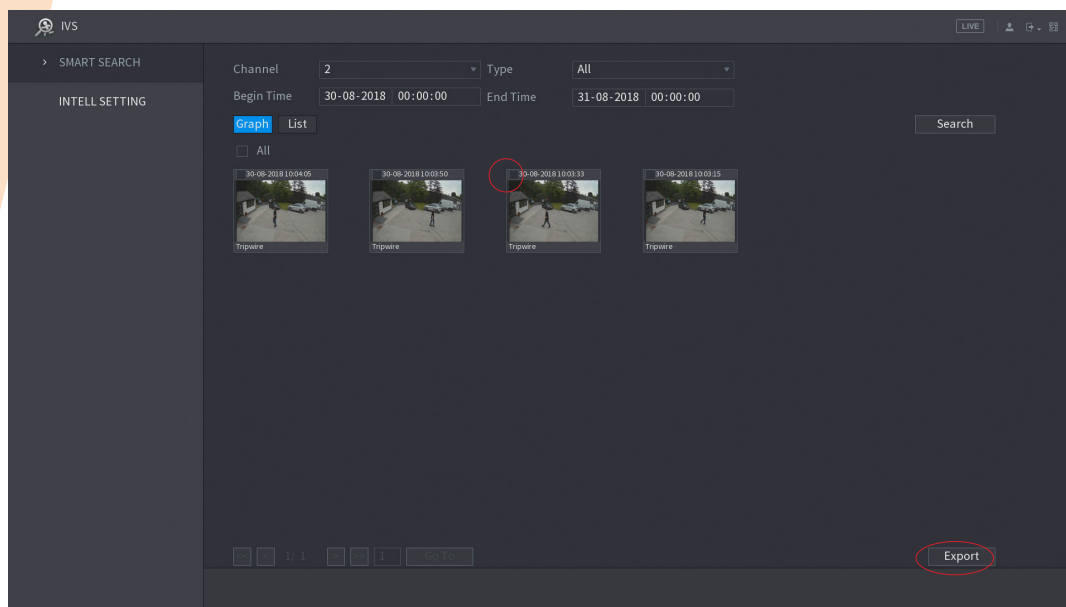 IVS
LIVE
SMART SEARCH
INTELL SETTING
Channel 2 Type All
Begin Time 30-08-2018 00:00:00 End Time 31-08-2018 00:00:00
Graph List Search
All
30-08-2018 10:04:05 30-08-2018 10:03:50 30-08-2018 10:03:33 30-08-2018 10:03:15
Tripwire Tripwire Tripwire Tripwire
1/ 1 1 Go To Export